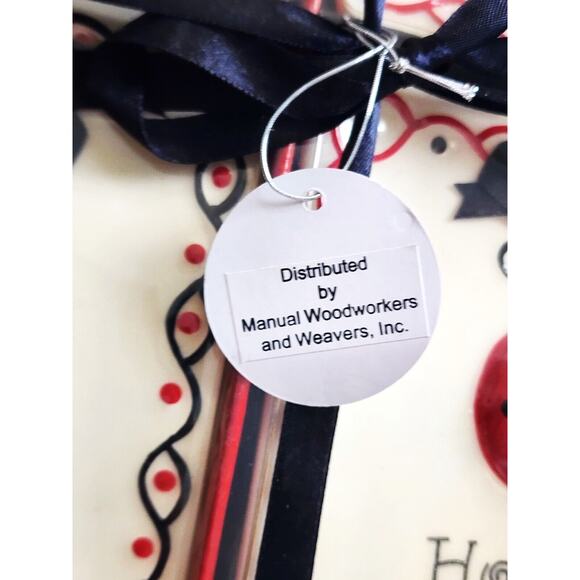 Distributed
by
Manual Woodworkers
and Weavers, Inc.